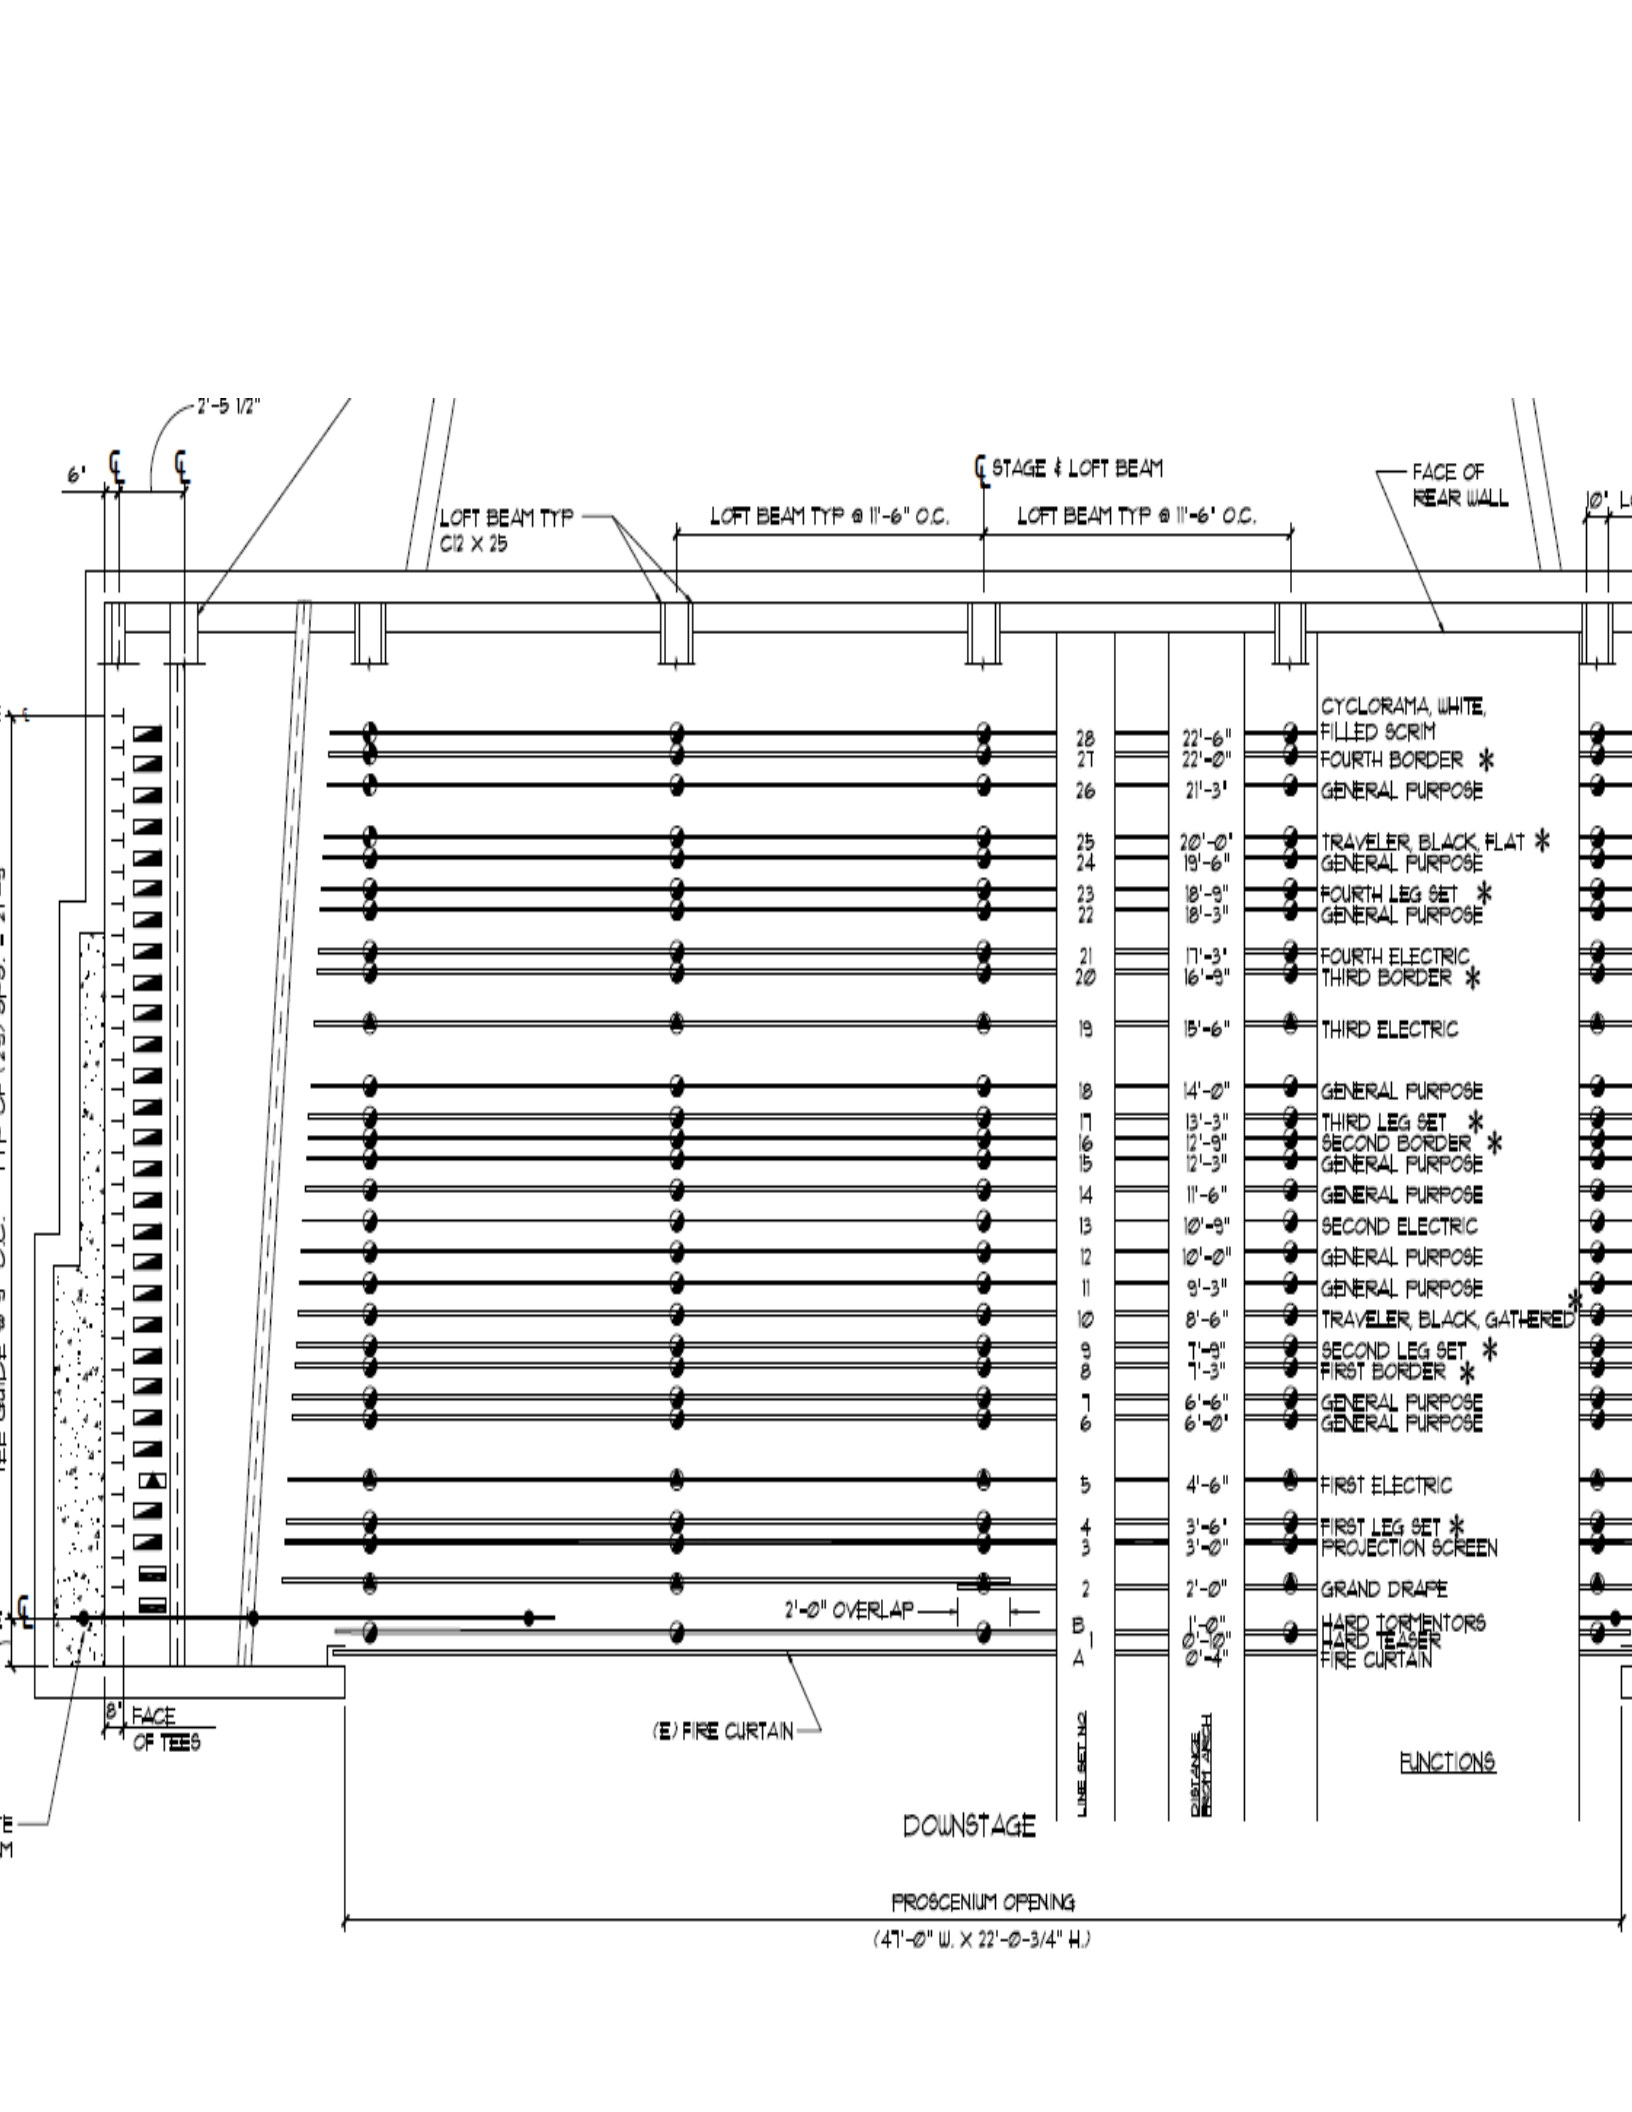 2'-5 1/2"
6"
℄
℄
℄ STAGE & LOFT BEAM
FACE OF
REAR WALL
10"
LOFT BEAM TYP
C12 X 25
LOFT BEAM TYP @ 11'-6" O.C.
LOFT BEAM TYP @ 11'-6" O.C.
CYCLORAMA, WHITE,
28 22'-6" FILLED SCRIM
27 22'-0" FOURTH BORDER *
26 21'-3" GENERAL PURPOSE
25 20'-0" TRAVELER, BLACK, FLAT *
24 19'-6" GENERAL PURPOSE
23 18'-9" FOURTH LEG SET *
22 18'-3" GENERAL PURPOSE
21 17'-3" FOURTH ELECTRIC
20 16'-9" THIRD BORDER *
19 15'-6" THIRD ELECTRIC
18 14'-0" GENERAL PURPOSE
17 13'-3" THIRD LEG SET *
16 12'-9" SECOND BORDER *
15 12'-3" GENERAL PURPOSE
14 11'-6" GENERAL PURPOSE
13 10'-9" SECOND ELECTRIC
12 10'-0" GENERAL PURPOSE
11 9'-3" GENERAL PURPOSE
10 8'-6" TRAVELER, BLACK, GATHERED *
9 7'-9" SECOND LEG SET *
8 7'-3" FIRST BORDER *
7 6'-6" GENERAL PURPOSE
6 6'-0" GENERAL PURPOSE
5 4'-6" FIRST ELECTRIC
4 3'-6" FIRST LEG SET *
3 3'-0" PROJECTION SCREEN
2 2'-0" GRAND DRAPE
2'-0" OVERLAP
B 1'-0" HARD TORMENTORS
1 0'-10" HARD TEASER
A 0'-4" FIRE CURTAIN
℄
8" FACE
OF TEES
(E) FIRE CURTAIN
LINE SET NO
DISTANCE
FROM ARCH
FUNCTIONS
DOWNSTAGE
PROSCENIUM OPENING
(47'-0" W. X 22'-0-3/4" H.)